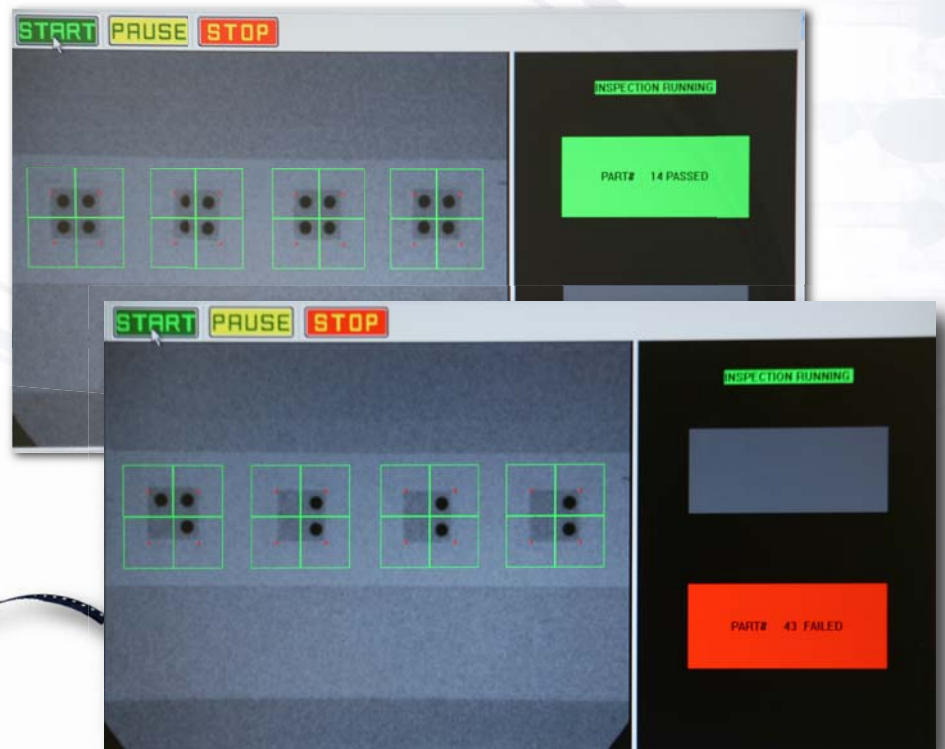 START PAUSE STOP
INSPECTION RUNNING
PART# 14 PASSED
START PAUSE STOP
INSPECTION RUNNING
PART# 43 FAILED